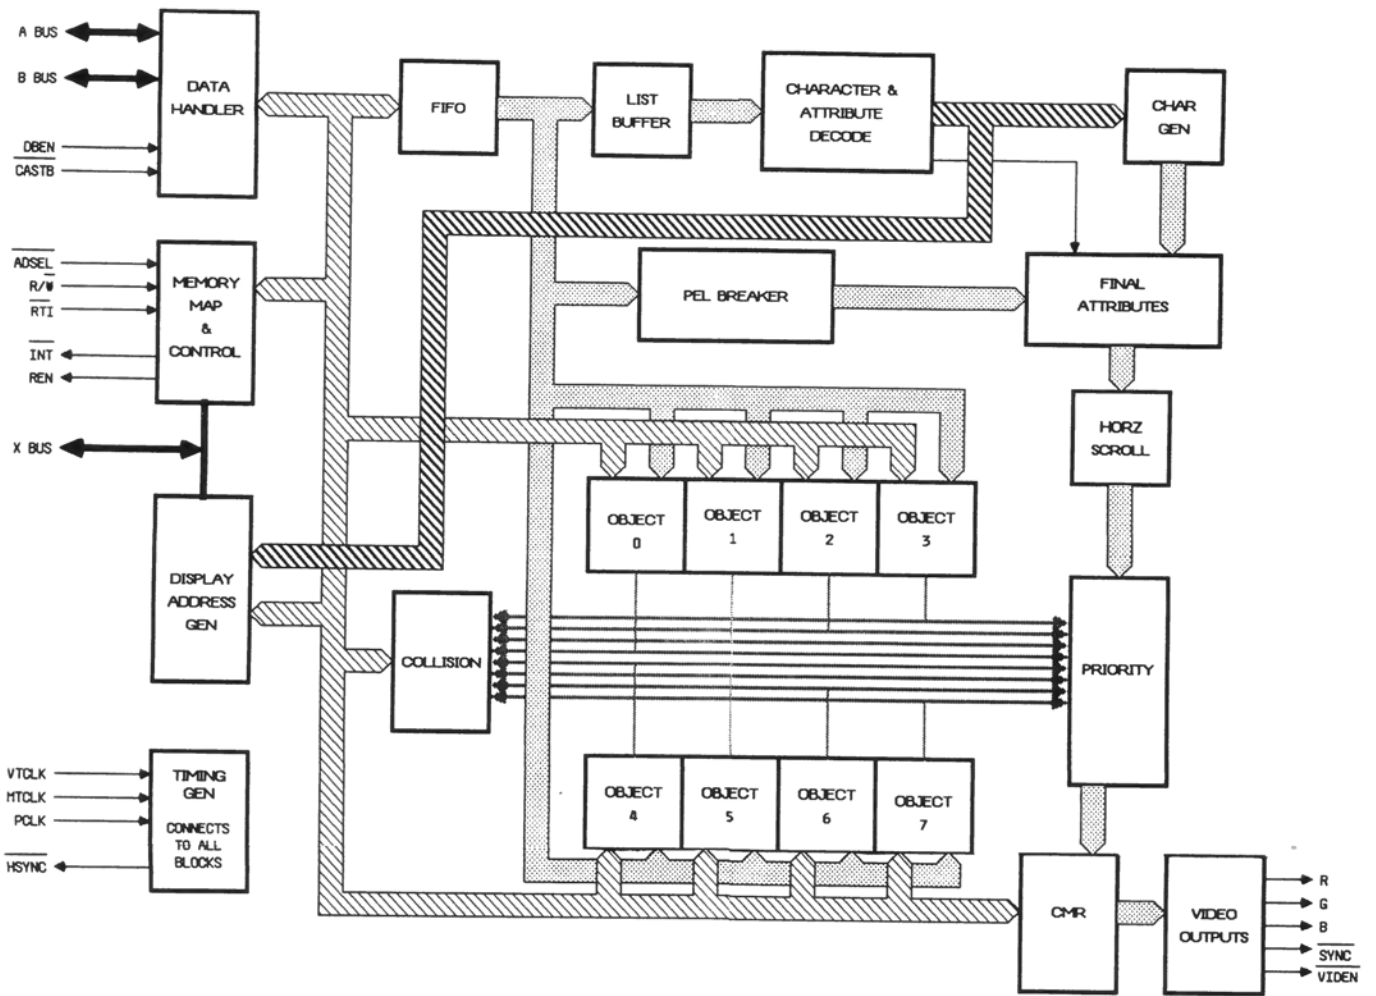 A BUS
B BUS
DBEN
CASTB
DATA
HANDLER
FIFO
LIST
BUFFER
CHARACTER &
ATTRIBUTE
DECODE
CHAR
GEN
ADSEL
R/W
RTI
INT
REN
MEMORY
MAP
&
CONTROL
PEL BREAKER
FINAL
ATTRIBUTES
X BUS
HORZ
SCROLL
OBJECT
0
OBJECT
1
OBJECT
2
OBJECT
3
DISPLAY
ADDRESS
GEN
COLLISION
PRIORITY
VTCLK
MTCLK
PCLK
HSYNC
TIMING
GEN
CONNECTS
TO ALL
BLOCKS
OBJECT
4
OBJECT
5
OBJECT
6
OBJECT
7
CMR
VIDEO
OUTPUTS
R
G
B
SYNC
VIDEN